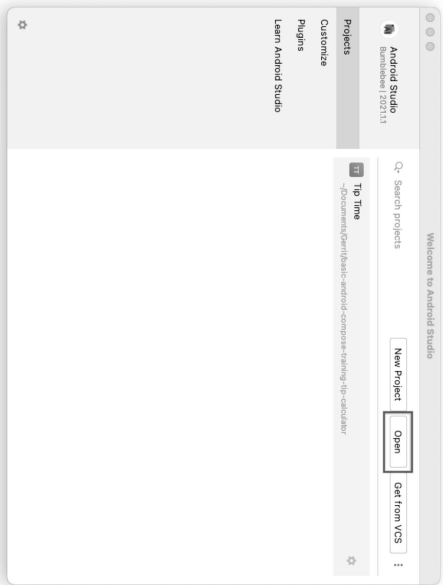 Welcome to Android Studio
Android Studio
Bumblebee | 2021.1.1
Projects
Customize
Plugins
Learn Android Studio
Search projects
New Project
Open
Get from VCS
TT
Tip Time
~/Documents/Gerrit/basic-android-compose-training-tip-calculator